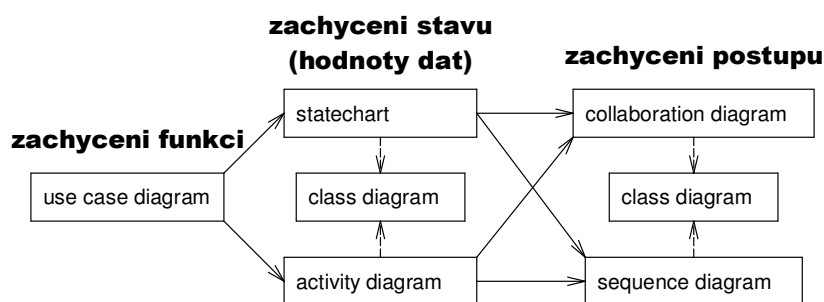 zachyceni stavu
(hodnoty dat)
zachyceni postupu
statechart
collaboration diagram
zachyceni funkci
use case diagram
class diagram
class diagram
activity diagram
sequence diagram